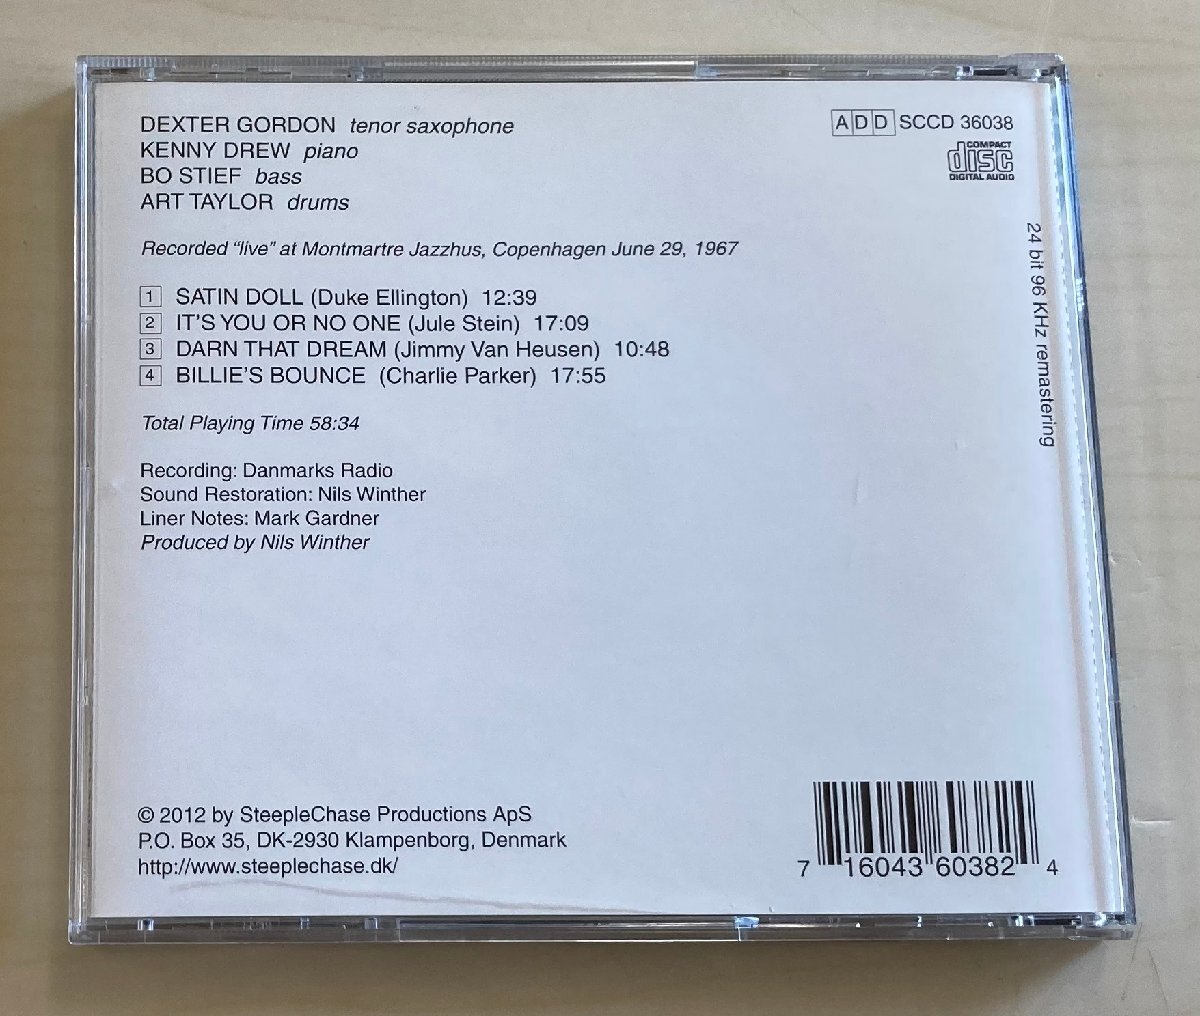 DEXTER GORDON tenor saxophone
KENNY DREW piano
BO STIEF bass
ART TAYLOR drums
ADD SCCD 36038
COMPACT
disc
DIGITAL AUDIO
Recorded “live” at Montmartre Jazzhus, Copenhagen June 29, 1967
1 SATIN DOLL (Duke Ellington) 12:39
2 IT'S YOU OR NO ONE (Jule Stein) 17:09
3 DARN THAT DREAM (Jimmy Van Heusen) 10:48
4 BILLIE'S BOUNCE (Charlie Parker) 17:55
Total Playing Time 58:34
Recording: Danmarks Radio
Sound Restoration: Nils Winther
Liner Notes: Mark Gardner
Produced by Nils Winther
24 bit 96 KHz remastering
© 2012 by SteepleChase Productions ApS
P.O. Box 35, DK-2930 Klampenborg, Denmark
http://www.steeplechase.dk/
7 16043 60382 4